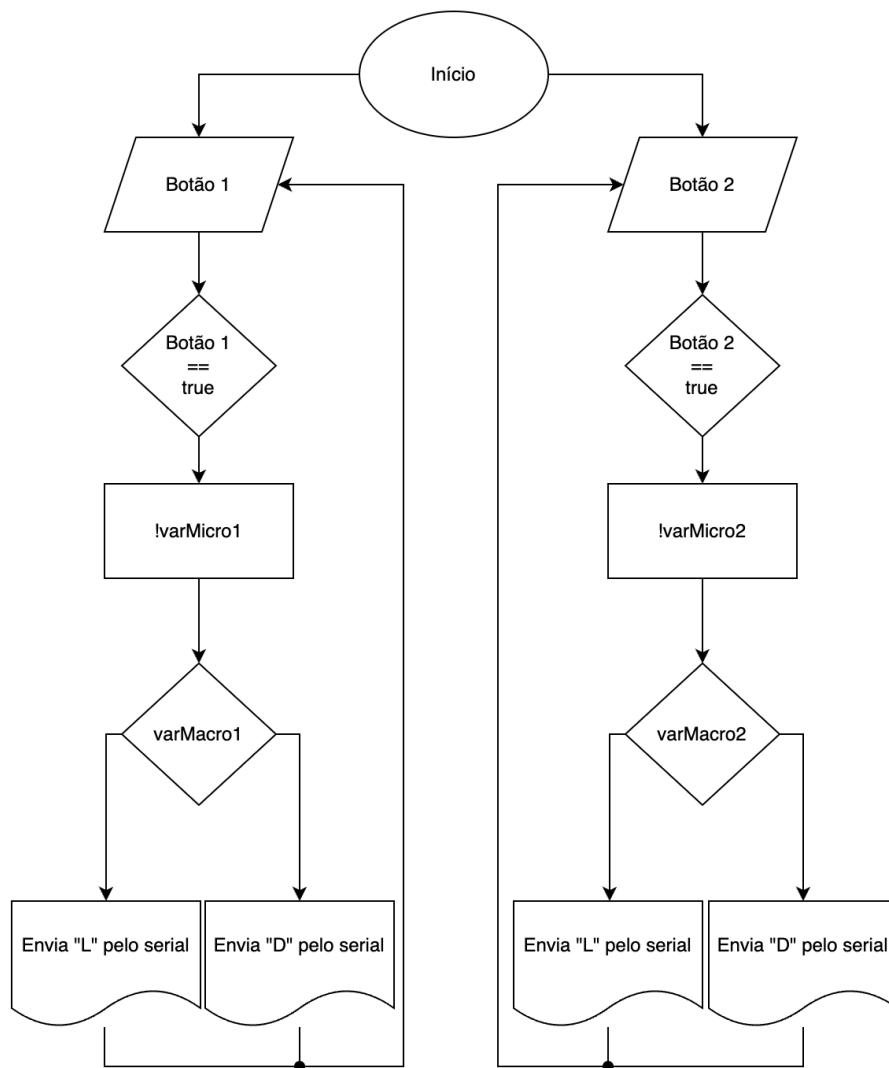 Início
Botão 1
Botão 2
Botão 1
==
true
Botão 2
==
true
!varMicro1
!varMicro2
varMacro1
varMacro2
Envia "L" pelo serial
Envia "D" pelo serial
Envia "L" pelo serial
Envia "D" pelo serial